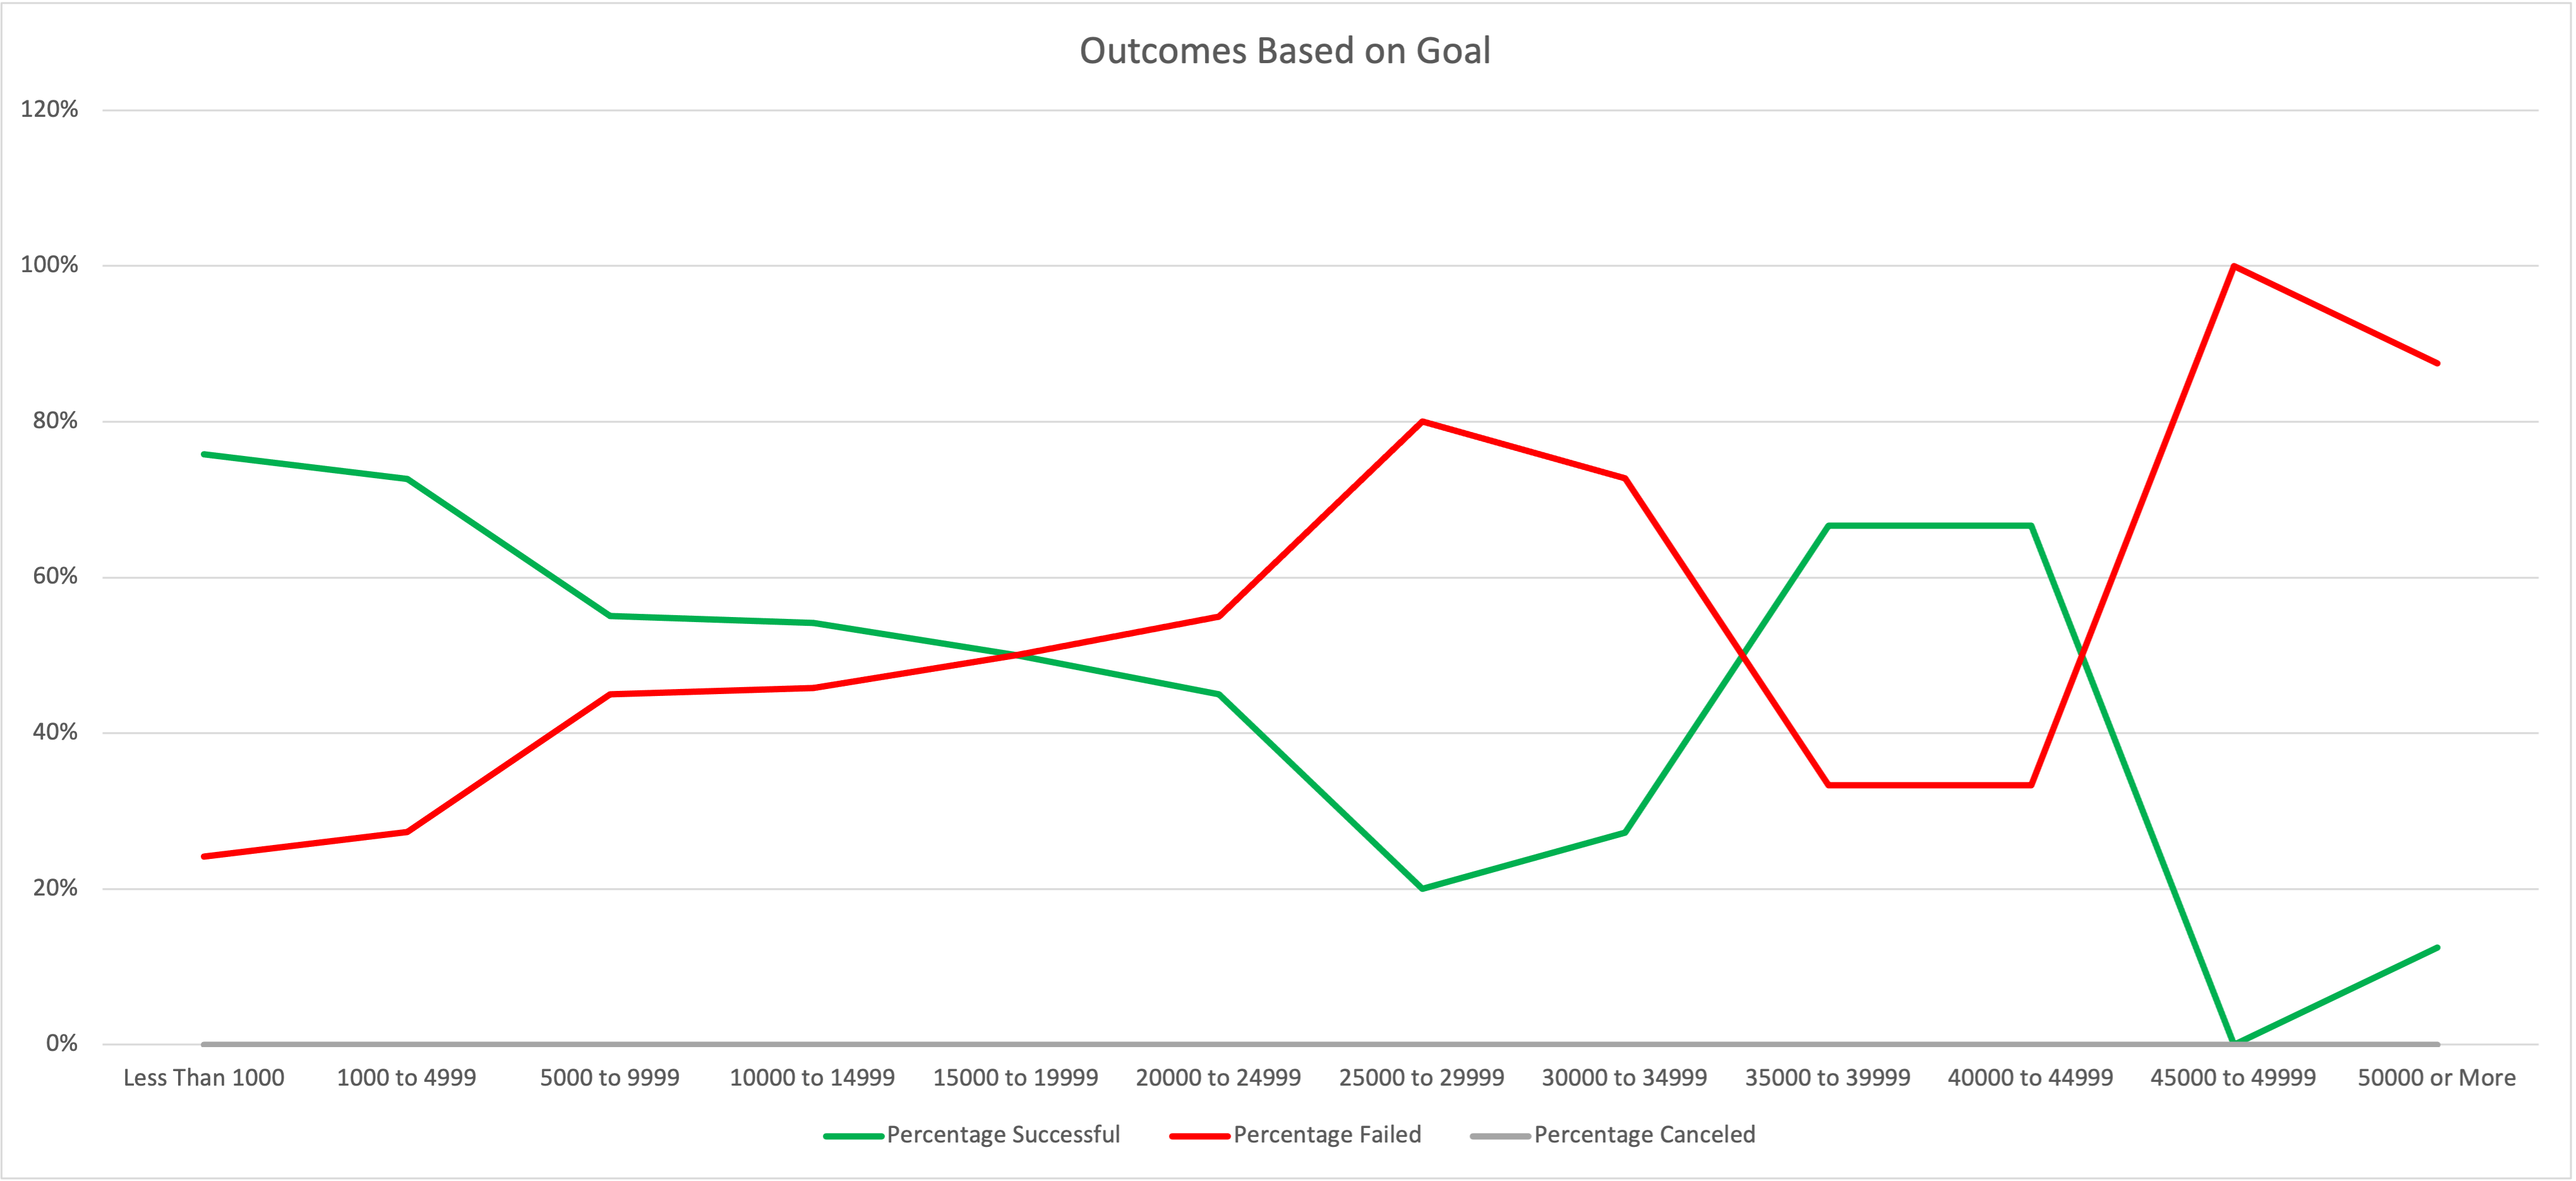 Outcomes Based on Goal
120%
100%
80%
60%
40%
20%
0%
Less Than 1000 1000 to 4999 5000 to 9999 10000 to 14999 15000 to 19999 20000 to 24999 25000 to 29999 30000 to 34999 35000 to 39999 40000 to 44999 45000 to 49999 50000 or More
Percentage Successful Percentage Failed Percentage Canceled